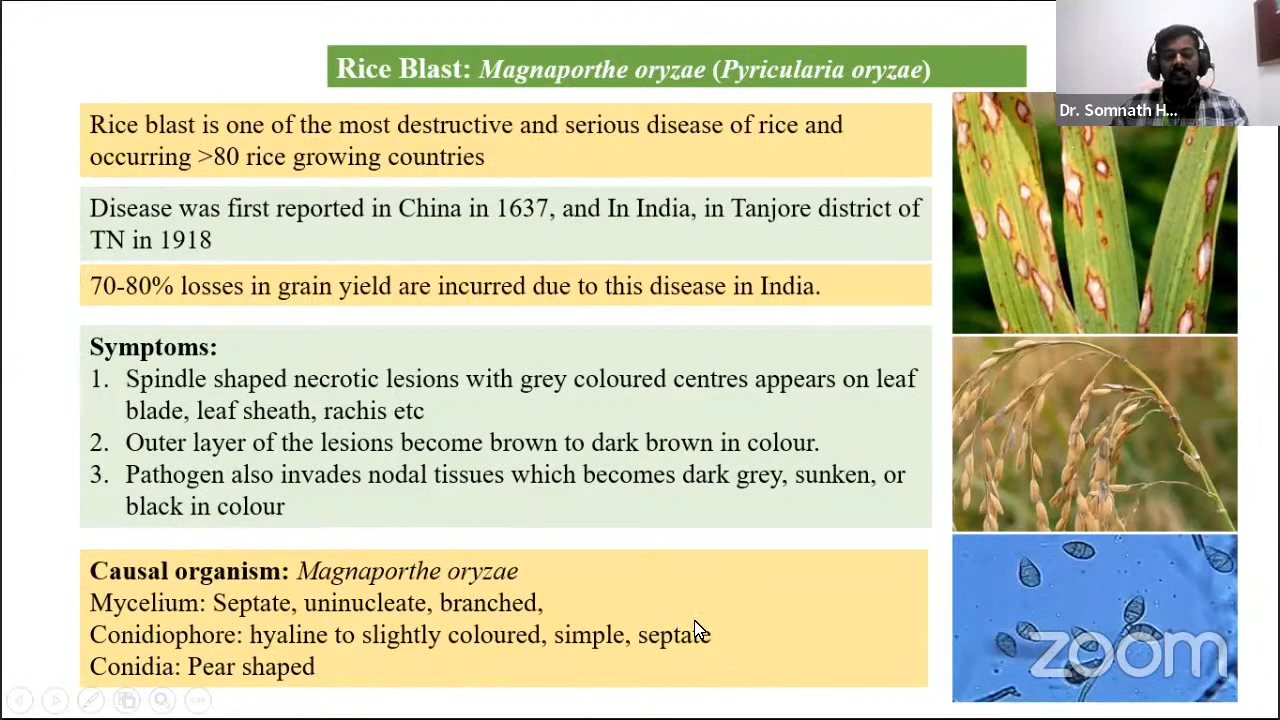 Rice Blast: Magnaporthe oryzae (Pyricularia oryzae)
Dr. Somnath H...
Rice blast is one of the most destructive and serious disease of rice and
occurring >80 rice growing countries
Disease was first reported in China in 1637, and In India, in Tanjore district of
TN in 1918
70-80% losses in grain yield are incurred due to this disease in India.
Symptoms:
1. Spindle shaped necrotic lesions with grey coloured centres appears on leaf
blade, leaf sheath, rachis etc
2. Outer layer of the lesions become brown to dark brown in colour.
3. Pathogen also invades nodal tissues which becomes dark grey, sunken, or
black in colour
Causal organism: Magnaporthe oryzae
Mycelium: Septate, uninucleate, branched,
Conidiophore: hyaline to slightly coloured, simple, septate
Conidia: Pear shaped
zoom